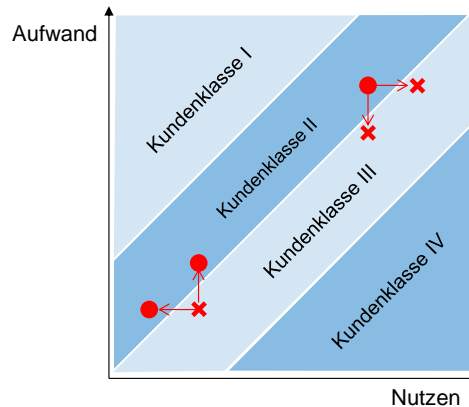 Aufwand
Kundenklasse I
Kundenklasse II
Kundenklasse III
Kundenklasse IV
Nutzen